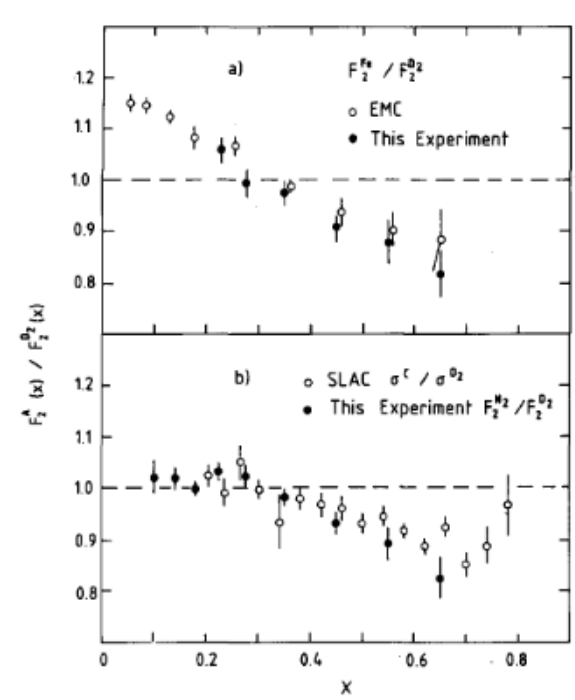 a) F₂ᶠᵉ / F₂ᴰ²
1.2
○ EMC
1.1
● This Experiment
1.0
0.9
0.8
F₂ᴬ (x) / F₂ᴰ² (x)
b) ○ SLAC σᶜ / σᴰ²
1.2
● This Experiment F₂ᴺ² / F₂ᴰ²
1.1
1.0
0.9
0.8
0 0.2 0.4 0.6 0.8
X